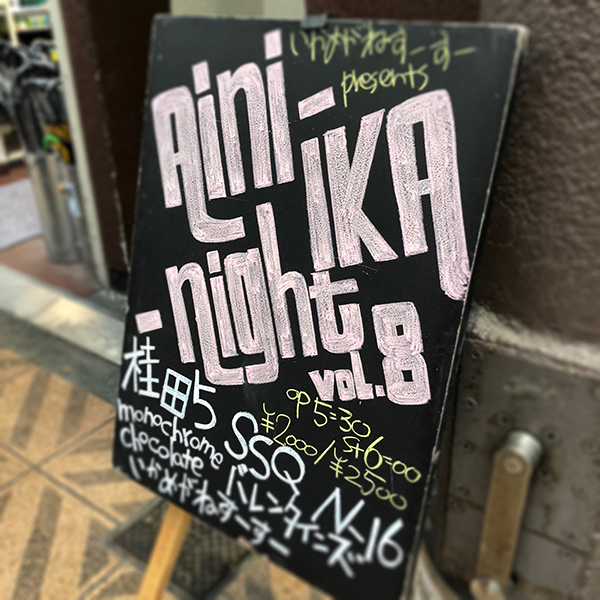 いかめがねすーすー
presents
Aini
-IKA
-night
vol.8
桂田5 SSQ
op5=30
¥2000/st6=00
¥2500
monochrome
chocolate バレンタインズ N-16
いかめがねすーすー